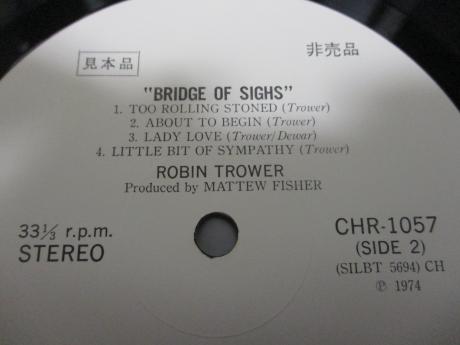 見本品 非売品
"BRIDGE OF SIGHS"
1. TOO ROLLING STONED (Trower)
2. ABOUT TO BEGIN (Trower)
3. LADY LOVE (Trower/Dewar)
4. LITTLE BIT OF SYMPATHY (Trower)
ROBIN TROWER
Produced by MATTEW FISHER
33⅓ r.p.m.
STEREO
CHR-1057
(SIDE 2)
(SILBT 5694) CH
Ⓟ 1974